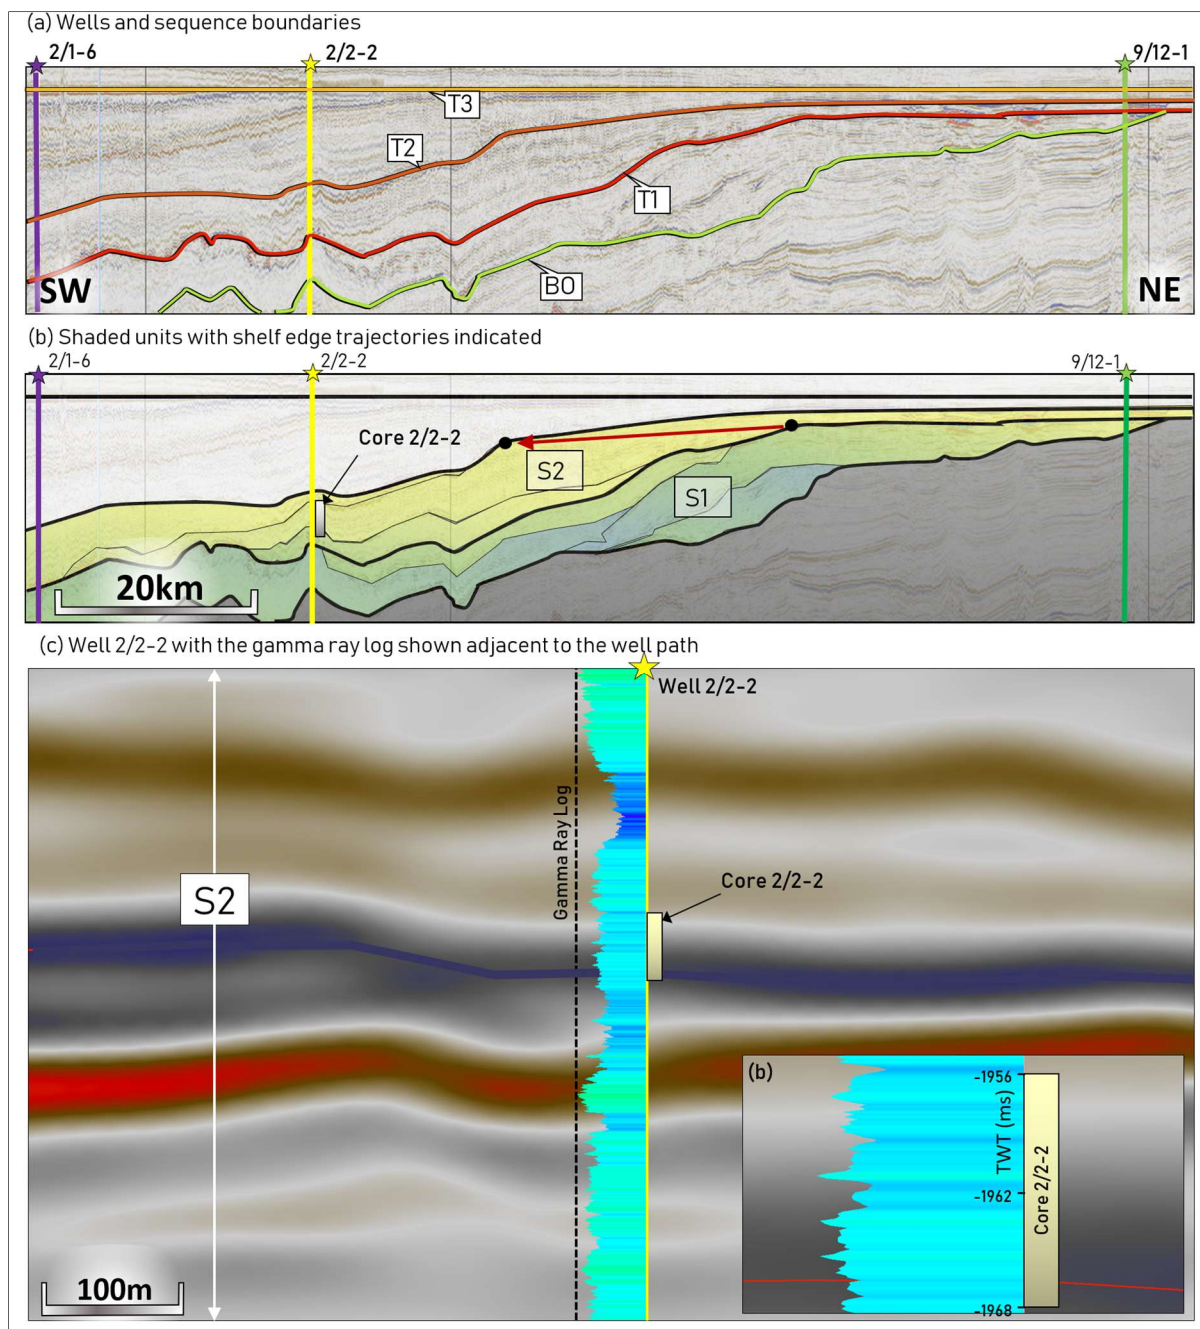 (a) Wells and sequence boundaries
2/1-6
2/2-2
9/12-1
T3
T2
T1
BO
SW
NE
(b) Shaded units with shelf edge trajectories indicated
2/1-6
2/2-2
9/12-1
Core 2/2-2
S2
S1
20km
(c) Well 2/2-2 with the gamma ray log shown adjacent to the well path
Well 2/2-2
Gamma Ray Log
Core 2/2-2
S2
100m
(b)
-1956
TWT (ms)
-1962
Core 2/2-2
-1968